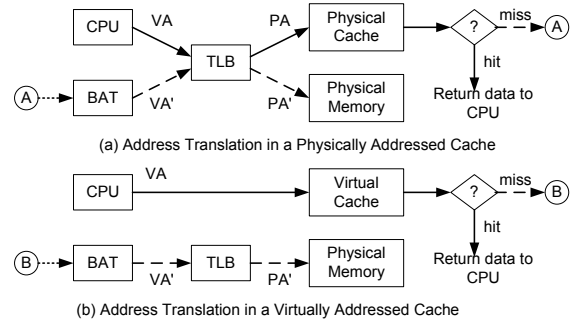 CPU VA PA Physical Cache ? miss A
TLB hit
A BAT VA' PA' Physical Memory Return data to CPU
(a) Address Translation in a Physically Addressed Cache
CPU VA Virtual Cache ? miss B
hit
B BAT VA' TLB PA' Physical Memory Return data to CPU
(b) Address Translation in a Virtually Addressed Cache